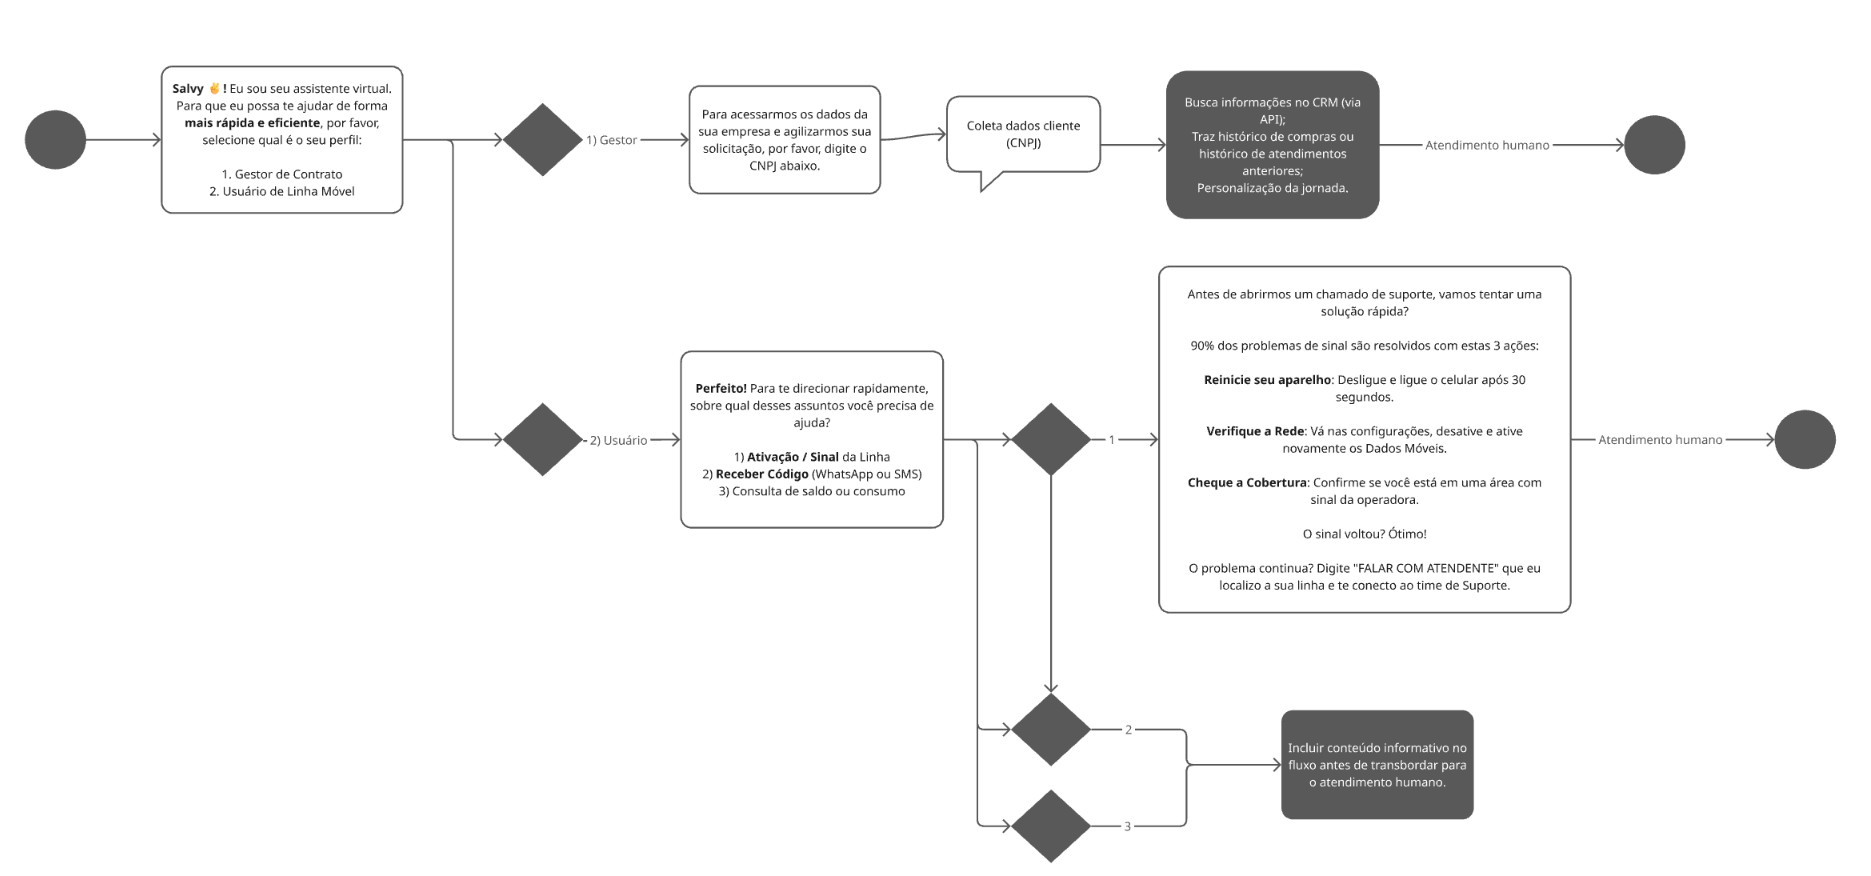 Salvy ✌️! Eu sou seu assistente virtual.
Para que eu possa te ajudar de forma
mais rápida e eficiente, por favor,
selecione qual é o seu perfil:
1. Gestor de Contrato
2. Usuário de Linha Móvel
1) Gestor
Para acessarmos os dados da
sua empresa e agilizarmos sua
solicitação, por favor, digite o
CNPJ abaixo.
Coleta dados cliente
(CNPJ)
Busca informações no CRM (via
API);
Traz histórico de compras ou
histórico de atendimentos
anteriores;
Personalização da jornada.
Atendimento humano
2) Usuário
Perfeito! Para te direcionar rapidamente,
sobre qual desses assuntos você precisa de
ajuda?
1) Ativação / Sinal da Linha
2) Receber Código (WhatsApp ou SMS)
3) Consulta de saldo ou consumo
1
Antes de abrirmos um chamado de suporte, vamos tentar uma
solução rápida?
90% dos problemas de sinal são resolvidos com estas 3 ações:
Reinicie seu aparelho: Desligue e ligue o celular após 30
segundos.
Verifique a Rede: Vá nas configurações, desative e ative
novamente os Dados Móveis.
Cheque a Cobertura: Confirme se você está em uma área com
sinal da operadora.
O sinal voltou? Ótimo!
O problema continua? Digite "FALAR COM ATENDENTE" que eu
localizo a sua linha e te conecto ao time de Suporte.
Atendimento humano
2
3
Incluir conteúdo informativo no
fluxo antes de transbordar para
o atendimento humano.